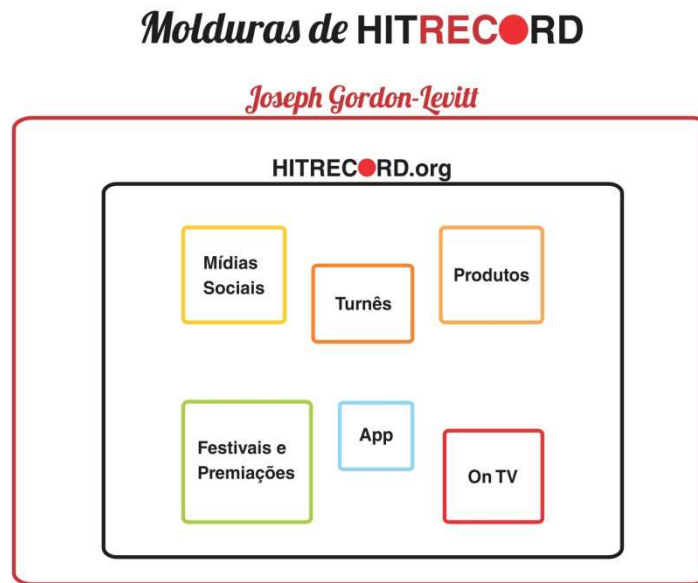 Molduras de HITRECORD
Joseph Gordon-Levitt
HITRECORD.org
Mídias
Sociais
Turnês
Produtos
Festivais e
Premiações
App
On TV